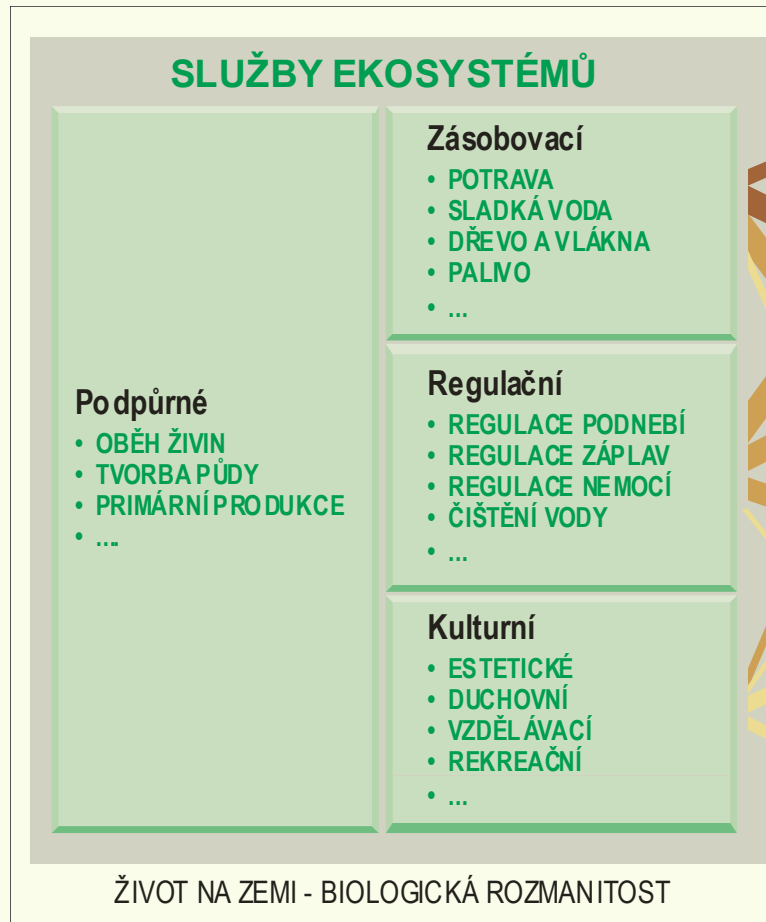 SLUŽBY EKOSYSTÉMŮ
Podpůrné
• OBĚH ŽIVIN
• TVORBA PŮDY
• PRIMÁRNÍ PRODUKCE
• ....
Zásobovací
• POTRAVA
• SLADKÁ VODA
• DŘEVO A VLÁKNA
• PALIVO
• ...
Regulační
• REGULACE PODNEBÍ
• REGULACE ZÁPLAV
• REGULACE NEMOCÍ
• ČIŠTĚNÍ VODY
• ...
Kulturní
• ESTETICKÉ
• DUCHOVNÍ
• VZDĚLÁVACÍ
• REKREAČNÍ
• ...
ŽIVOT NA ZEMI - BIOLOGICKÁ ROZMANITOST